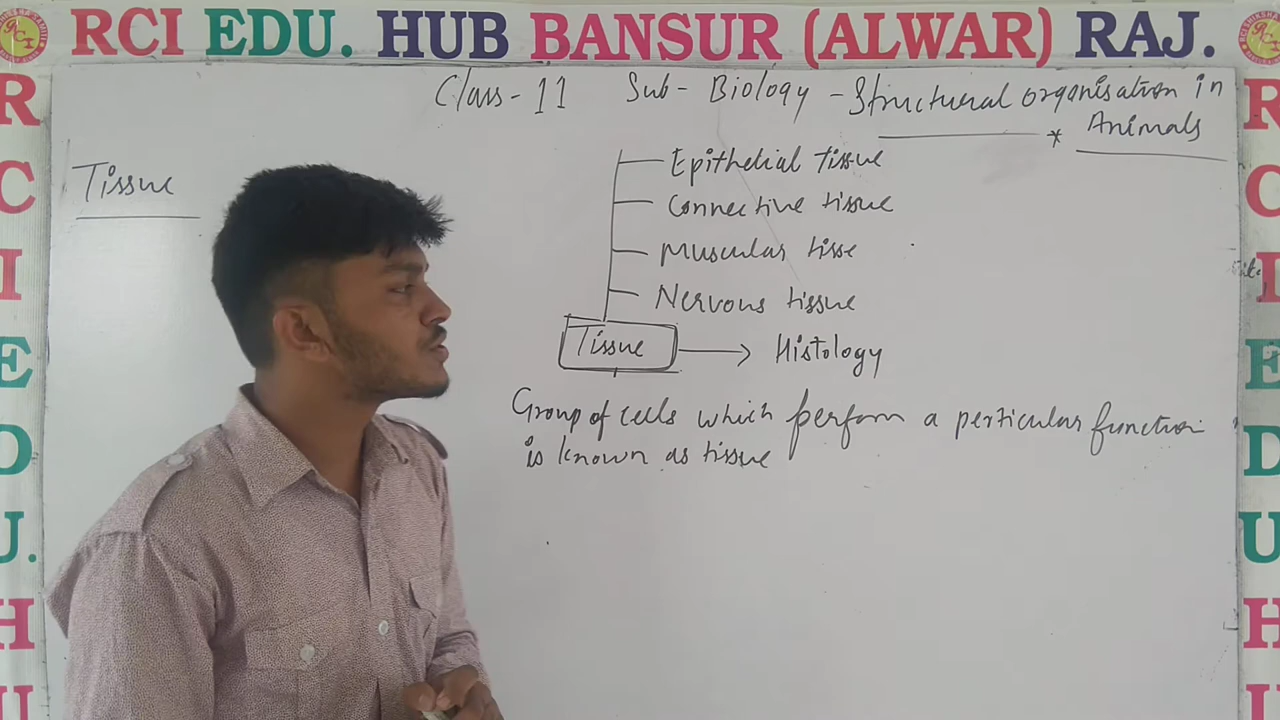 RCI EDU. HUB BANSUR (ALWAR) RAJ.
Class - 11 Sub - Biology - Structural organisation in
* Animals
Tissue
Epithelial tissue
Connective tissue
Muscular tisse
Nervous tissue
Tissue → Histology
Group of cells which perform a perticular function
is known as tissue
R
C
I
E
D
U.
H
U
R
C
I
E
D
U
H
U